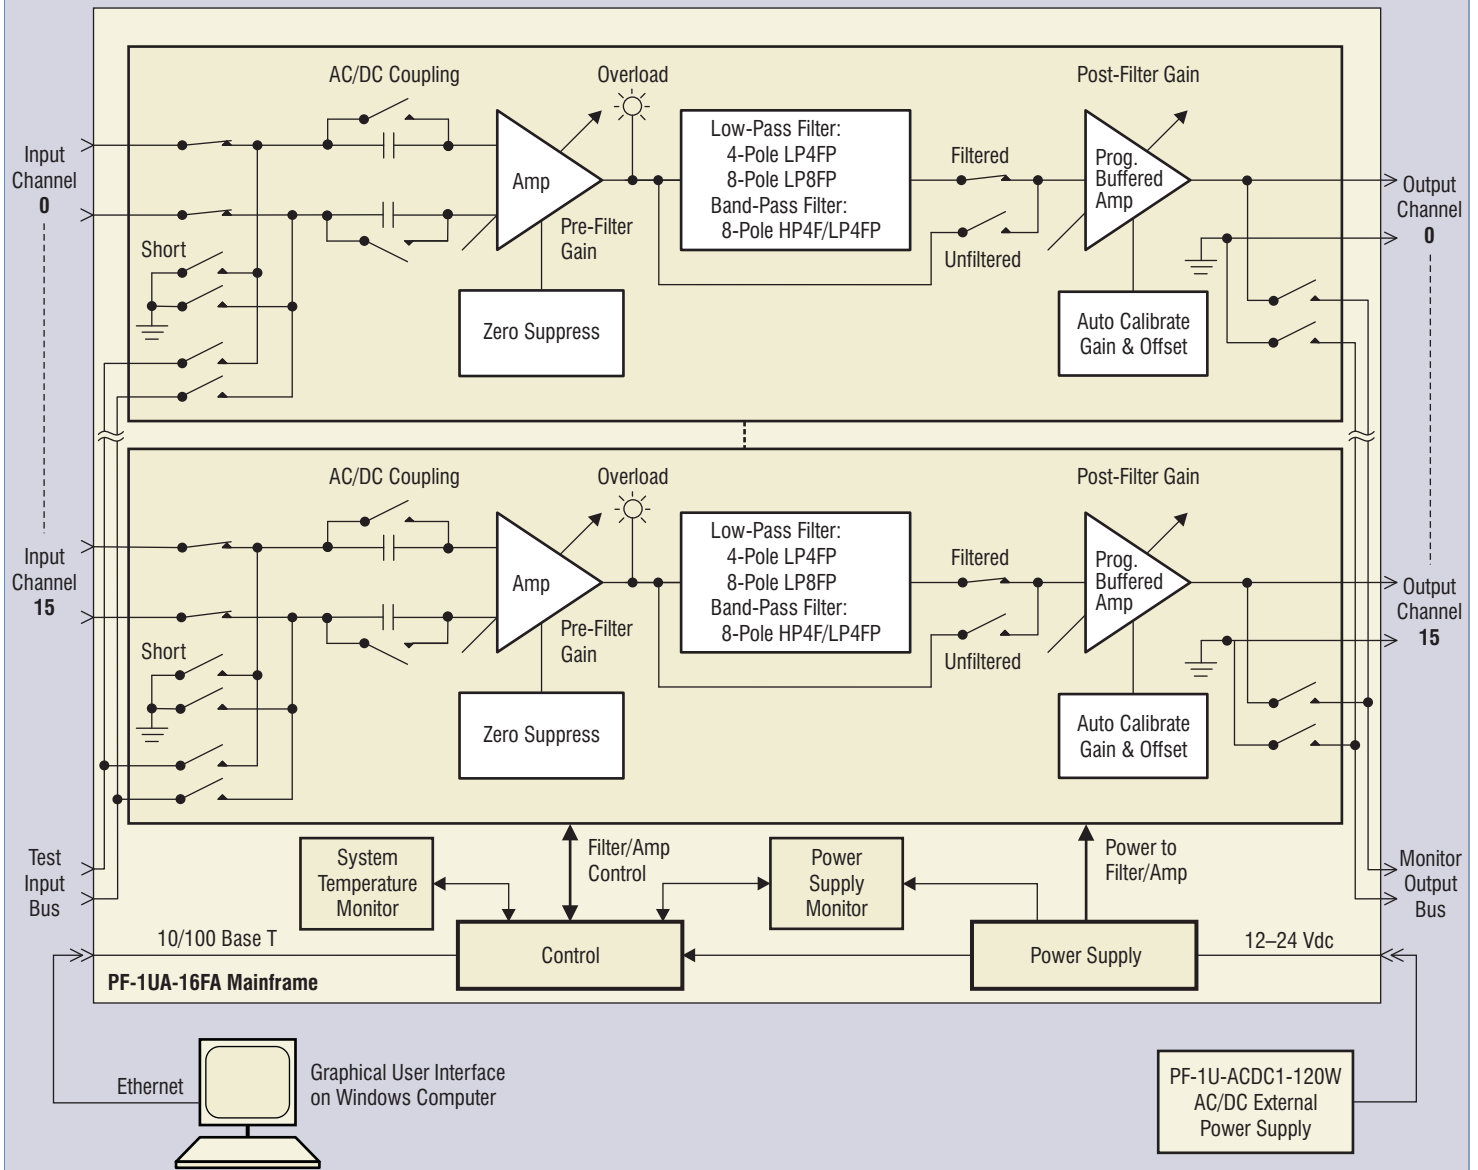 AC/DC Coupling
Overload
Post-Filter Gain
Input
Channel
0
Amp
Pre-Filter
Gain
Low-Pass Filter:
4-Pole LP4FP
8-Pole LP8FP
Band-Pass Filter:
8-Pole HP4F/LP4FP
Filtered
Unfiltered
Prog.
Buffered
Amp
Output
Channel
0
Short
Zero Suppress
Auto Calibrate
Gain & Offset
AC/DC Coupling
Overload
Post-Filter Gain
Input
Channel
15
Amp
Pre-Filter
Gain
Low-Pass Filter:
4-Pole LP4FP
8-Pole LP8FP
Band-Pass Filter:
8-Pole HP4F/LP4FP
Filtered
Unfiltered
Prog.
Buffered
Amp
Output
Channel
15
Short
Zero Suppress
Auto Calibrate
Gain & Offset
Test
Input
Bus
System
Temperature
Monitor
Filter/Amp
Control
Power
Supply
Monitor
Power to
Filter/Amp
Monitor
Output
Bus
10/100 Base T
Control
Power Supply
12–24 Vdc
PF-1UA-16FA Mainframe
Ethernet
Graphical User Interface
on Windows Computer
PF-1U-ACDC1-120W
AC/DC External
Power Supply